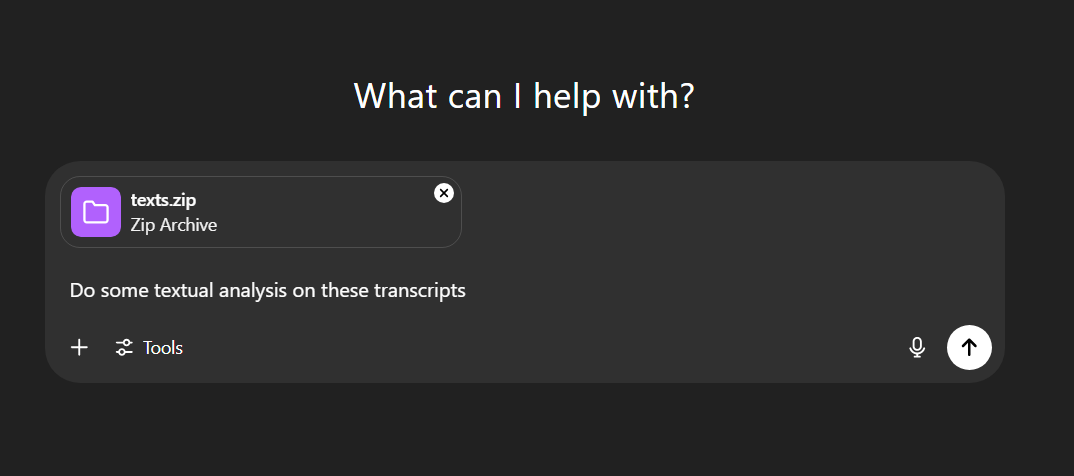 What can I help with?
texts.zip
Zip Archive
Do some textual analysis on these transcripts
Tools